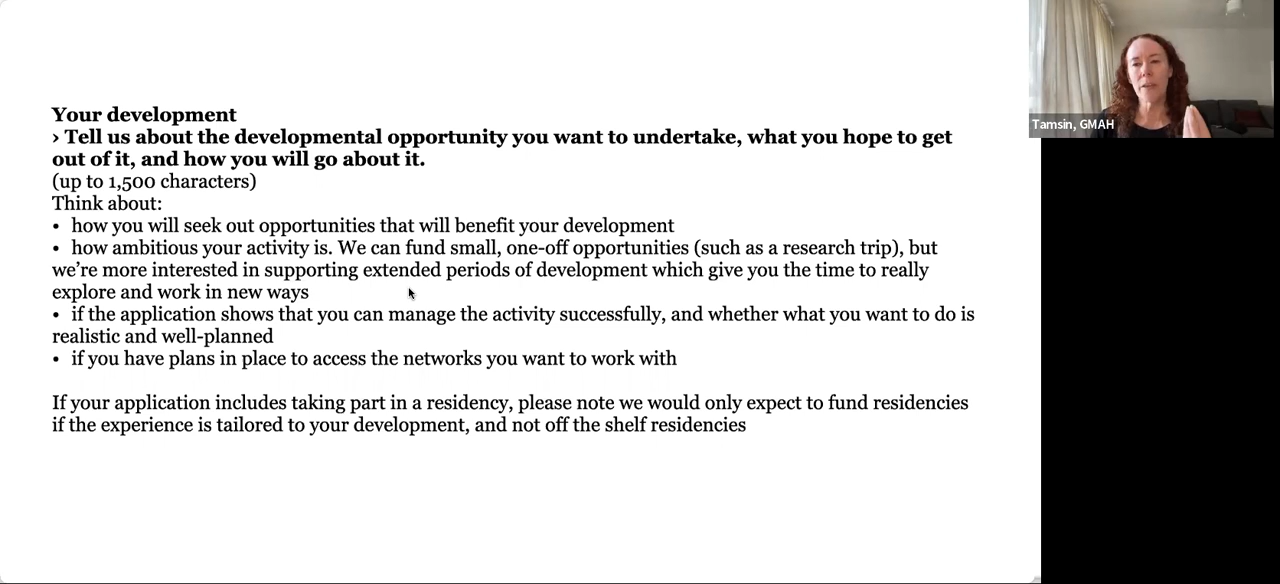 Your development
› Tell us about the developmental opportunity you want to undertake, what you hope to get
out of it, and how you will go about it.
(up to 1,500 characters)
Think about:
• how you will seek out opportunities that will benefit your development
• how ambitious your activity is. We can fund small, one-off opportunities (such as a research trip), but
we’re more interested in supporting extended periods of development which give you the time to really
explore and work in new ways
• if the application shows that you can manage the activity successfully, and whether what you want to do is
realistic and well-planned
• if you have plans in place to access the networks you want to work with
If your application includes taking part in a residency, please note we would only expect to fund residencies
if the experience is tailored to your development, and not off the shelf residencies
Tamsin, GMAH